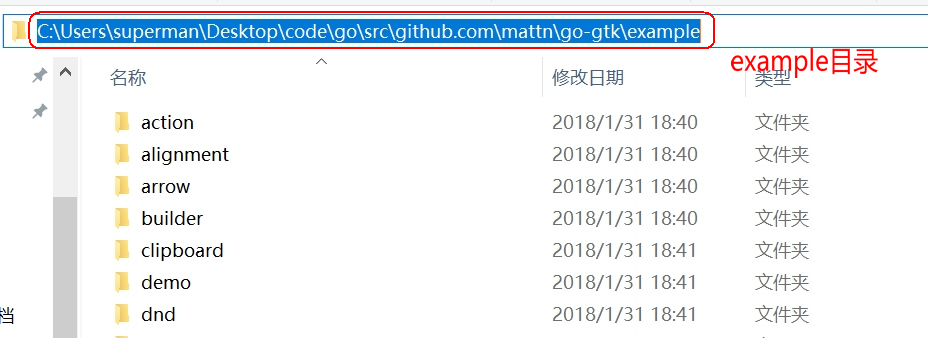 C:\Users\superman\Desktop\code\go\src\github.com\mattn\go-gtk\example
example目录
名称 修改日期 类型
action 2018/1/31 18:40 文件夹
alignment 2018/1/31 18:40 文件夹
arrow 2018/1/31 18:40 文件夹
builder 2018/1/31 18:40 文件夹
clipboard 2018/1/31 18:41 文件夹
demo 2018/1/31 18:41 文件夹
档
dnd 2018/1/31 18:41 文件夹